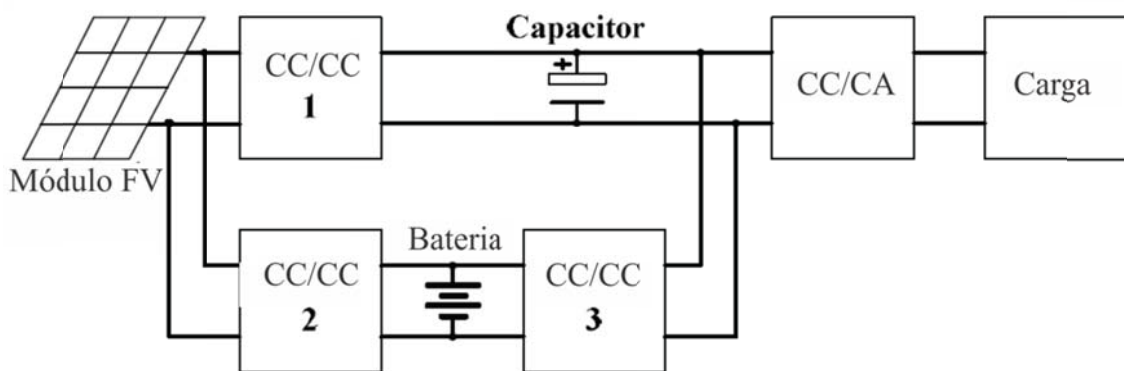 Módulo FV
CC/CC
1
Capacitor
+
CC/CA
Carga
CC/CC
2
Bateria
CC/CC
3